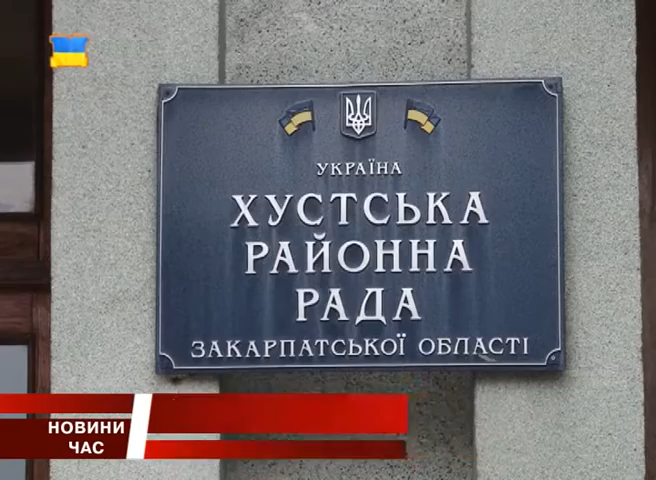 УКРАЇНА
ХУСТСЬКА
РАЙОННА
РАДА
ЗАКАРПАТСЬКОЇ ОБЛАСТІ
НОВИНИ
ЧАС